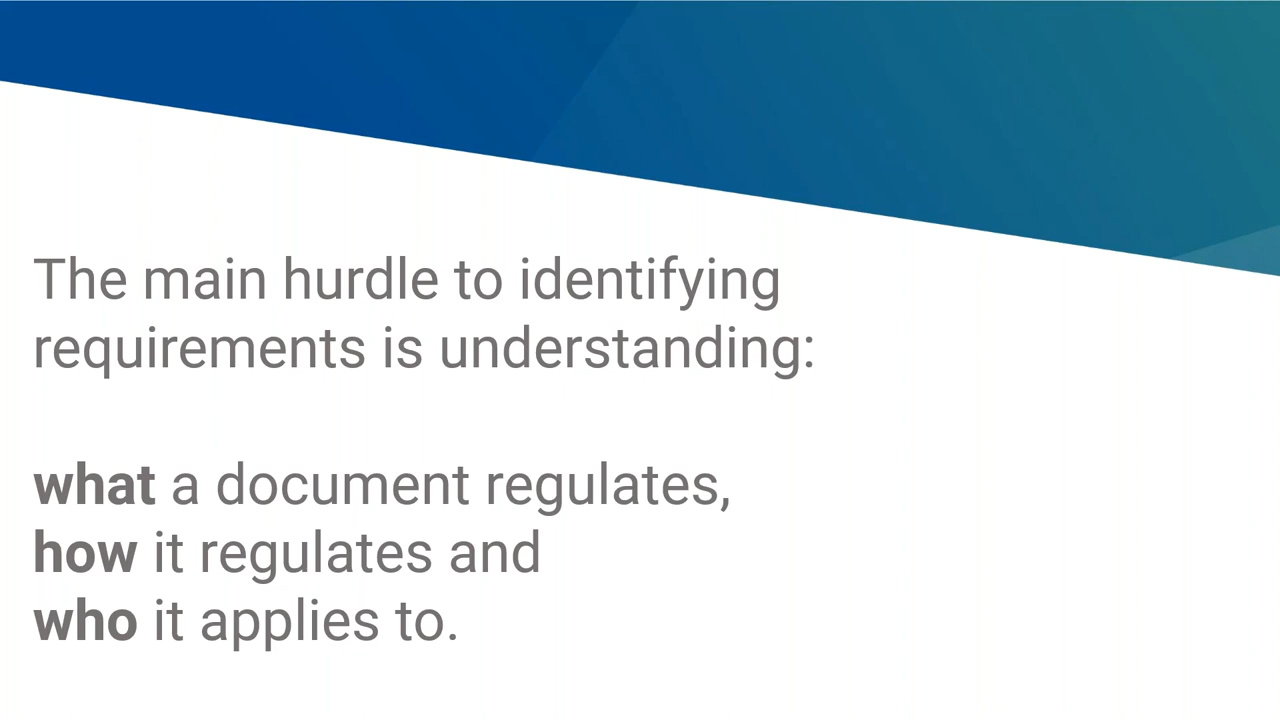 The main hurdle to identifying
requirements is understanding:
what a document regulates,
how it regulates and
who it applies to.